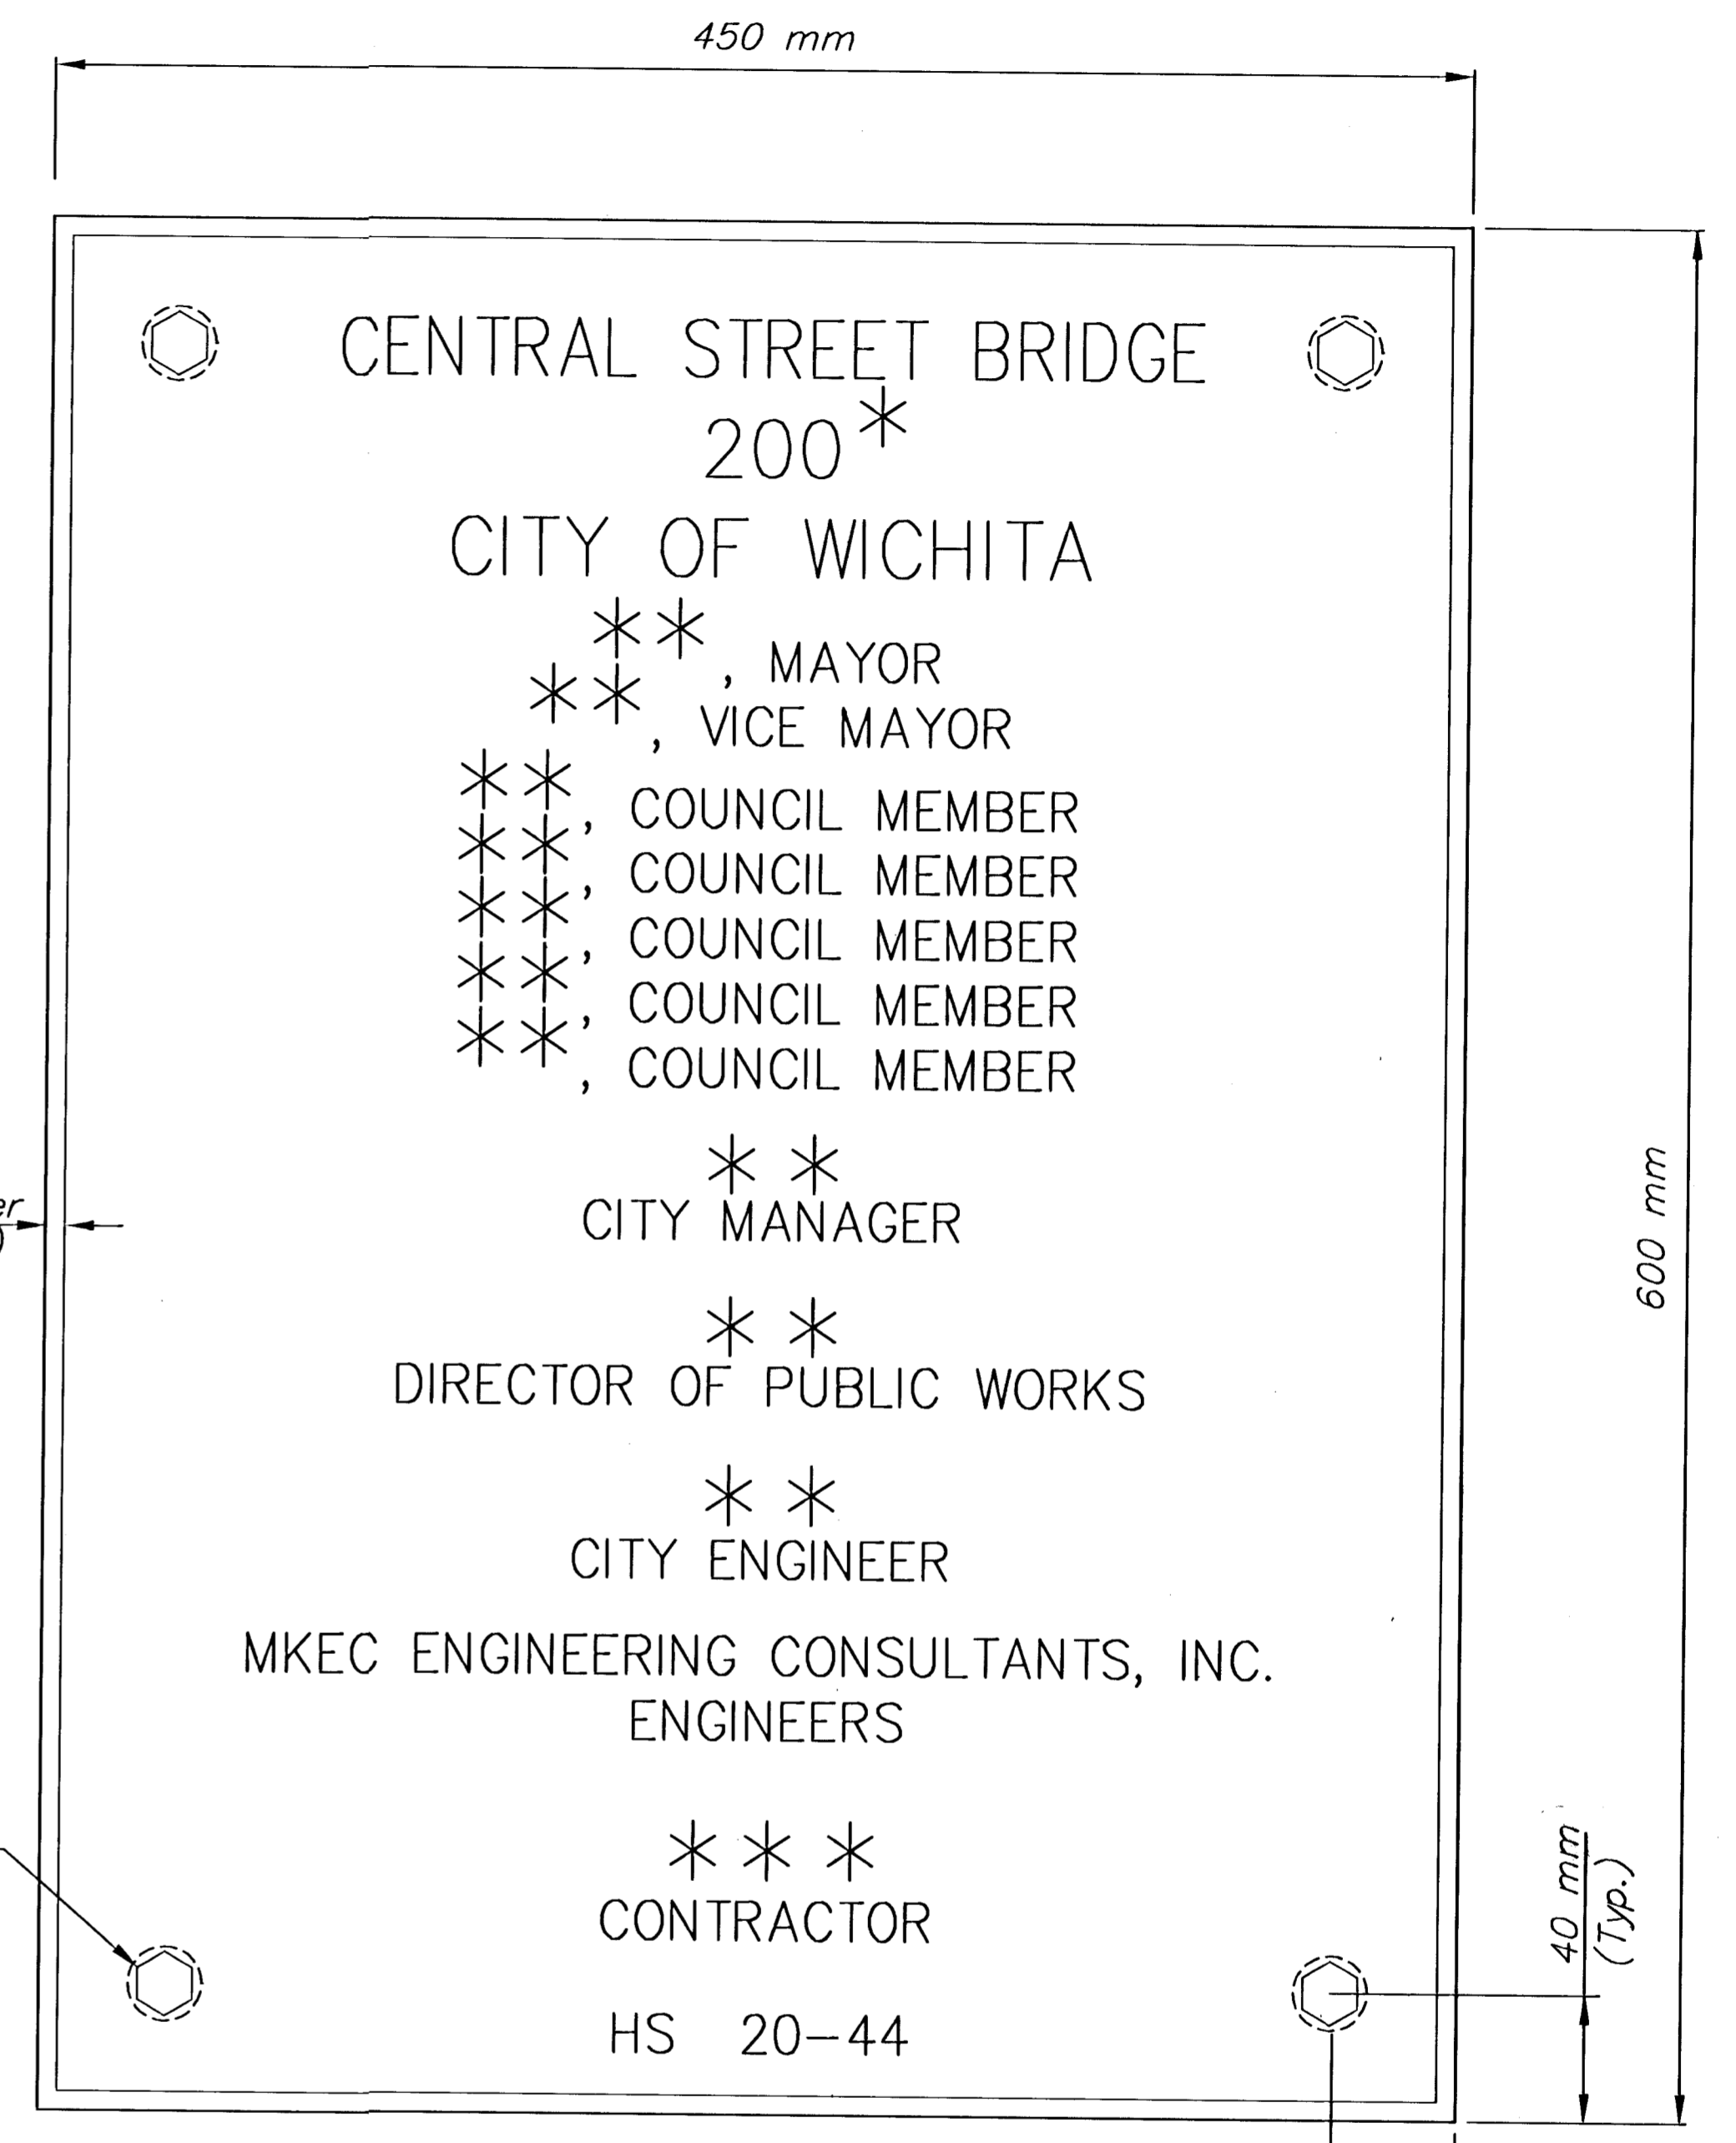 450 mm
CENTRAL STREET BRIDGE
200*
CITY OF WICHITA
**, MAYOR
**, VICE MAYOR
**, COUNCIL MEMBER
**, COUNCIL MEMBER
**, COUNCIL MEMBER
**, COUNCIL MEMBER
**, COUNCIL MEMBER
* *
CITY MANAGER
* *
DIRECTOR OF PUBLIC WORKS
* *
CITY ENGINEER
MKEC ENGINEERING CONSULTANTS, INC.
ENGINEERS
* * *
CONTRACTOR
HS 20-44
600 mm
40 mm
(Typ.)